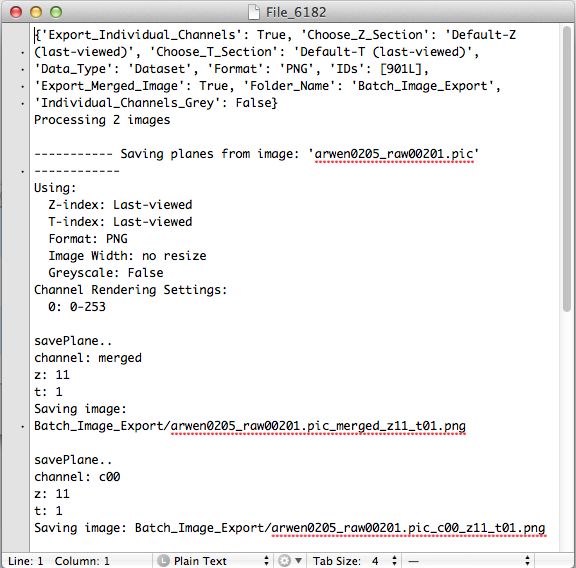 File_6182
{'Export_Individual_Channels': True, 'Choose_Z_Section': 'Default-Z
(last-viewed)', 'Choose_T_Section': 'Default-T (last-viewed)',
'Data_Type': 'Dataset', 'Format': 'PNG', 'IDs': [901L],
'Export_Merged_Image': True, 'Folder_Name': 'Batch_Image_Export',
'Individual_Channels_Grey': False}
Processing 2 images
----------- Saving planes from image: 'arwen0205_raw00201.pic'
------------
Using:
Z-index: Last-viewed
T-index: Last-viewed
Format: PNG
Image Width: no resize
Greyscale: False
Channel Rendering Settings:
0: 0-253
savePlane..
channel: merged
z: 11
t: 1
Saving image:
Batch_Image_Export/arwen0205_raw00201.pic_merged_z11_t01.png
savePlane..
channel: c00
z: 11
t: 1
Saving image: Batch_Image_Export/arwen0205_raw00201.pic_c00_z11_t01.png
Line: 1 Column: 1 L Plain Text Tab Size: 4 —